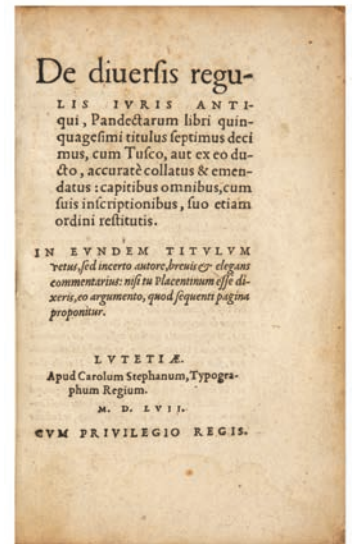 De diuersis regu-
LIS IVRIS ANTI-
qui, Pandectarum libri quin-
quagesimi titulus septimus deci
mus, cum Tusco, aut ex eo du-
cto, accuratè collatus & emen-
datus : capitibus omnibus, cum
suis inscriptionibus, suo etiam
ordini restitutis.
IN EVNDEM TITVLVM
vetus, sed incerto autore, breuis & elegans
commentarius: nisi tu Placentinum esse di-
xeris, eo argumento, quod sequenti pagina
proponitur.
LVTETIÆ.
Apud Carolum Stephanum, Typogra-
phum Regium.
M. D. LVII.
CVM PRIVILEGIO REGIS.